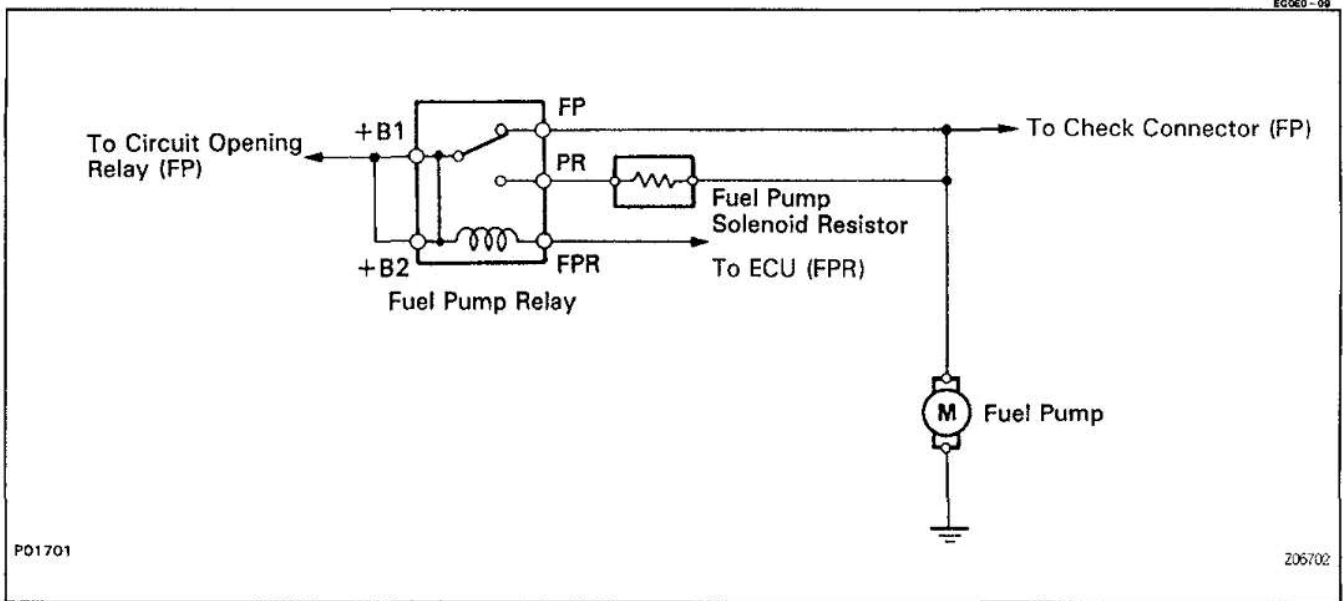 EG0E0-09
FP
+B1
To Circuit Opening
Relay (FP)
To Check Connector (FP)
PR
Fuel Pump
Solenoid Resistor
+B2
FPR
To ECU (FPR)
Fuel Pump Relay
M
Fuel Pump
P01701
Z06702